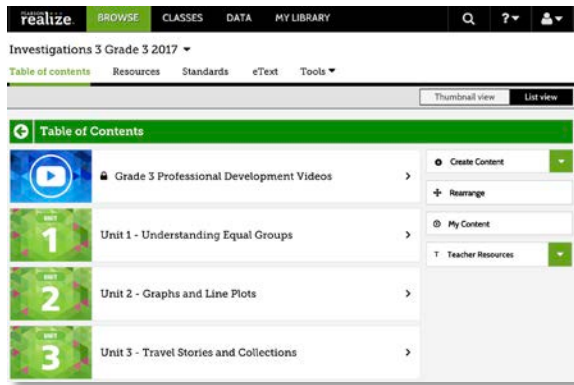 PEARSON
realize. BROWSE CLASSES DATA MY LIBRARY ?
Investigations 3 Grade 3 2017
Table of contents Resources Standards eText Tools
Thumbnail view List view
Table of Contents
Grade 3 Professional Development Videos
UNIT
1
Unit 1 - Understanding Equal Groups
UNIT
2
Unit 2 - Graphs and Line Plots
UNIT
3
Unit 3 - Travel Stories and Collections
Create Content
Rearrange
My Content
T Teacher Resources